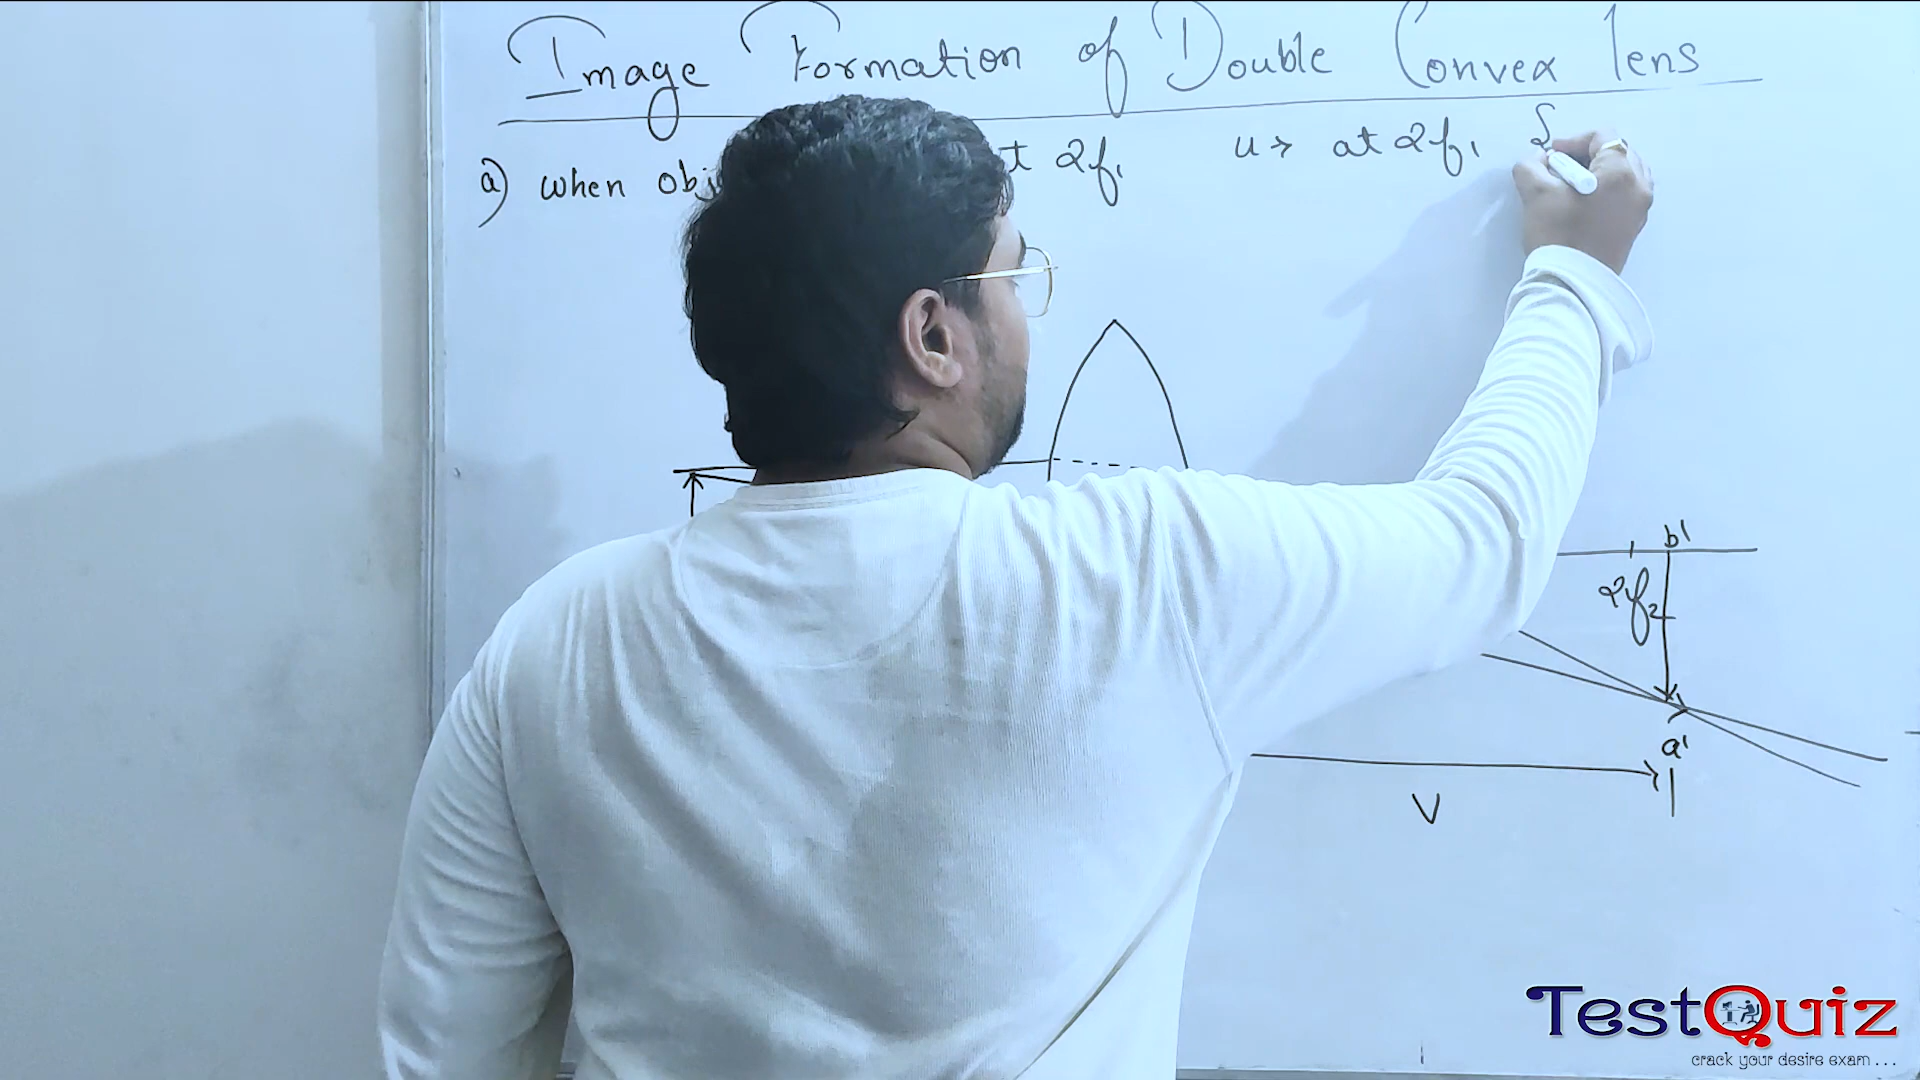 Image Formation of Double Convex lens
a) when obj t 2f1 u → at 2f1
b'
2f2
a'
V
TestQuiz
crack your desire exam ...